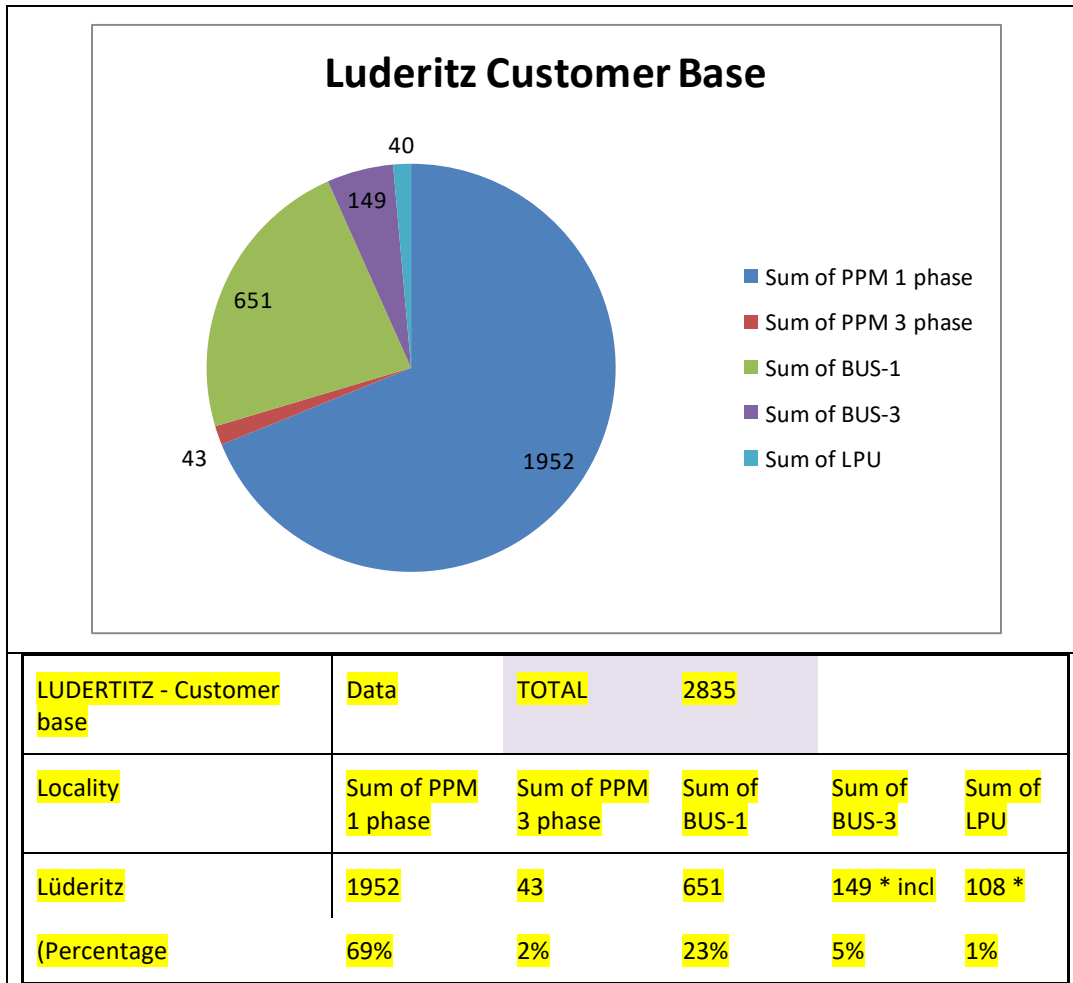 Luderitz Customer Base
40
149
651
43
1952
Sum of PPM 1 phase
Sum of PPM 3 phase
Sum of BUS-1
Sum of BUS-3
Sum of LPU
LUDERTITZ - Customer
base
Data
TOTAL
2835
Locality
Sum of PPM
1 phase
Sum of PPM
3 phase
Sum of
BUS-1
Sum of
BUS-3
Sum of
LPU
Lüderitz
1952
43
651
149 * incl
108 *
(Percentage
69%
2%
23%
5%
1%